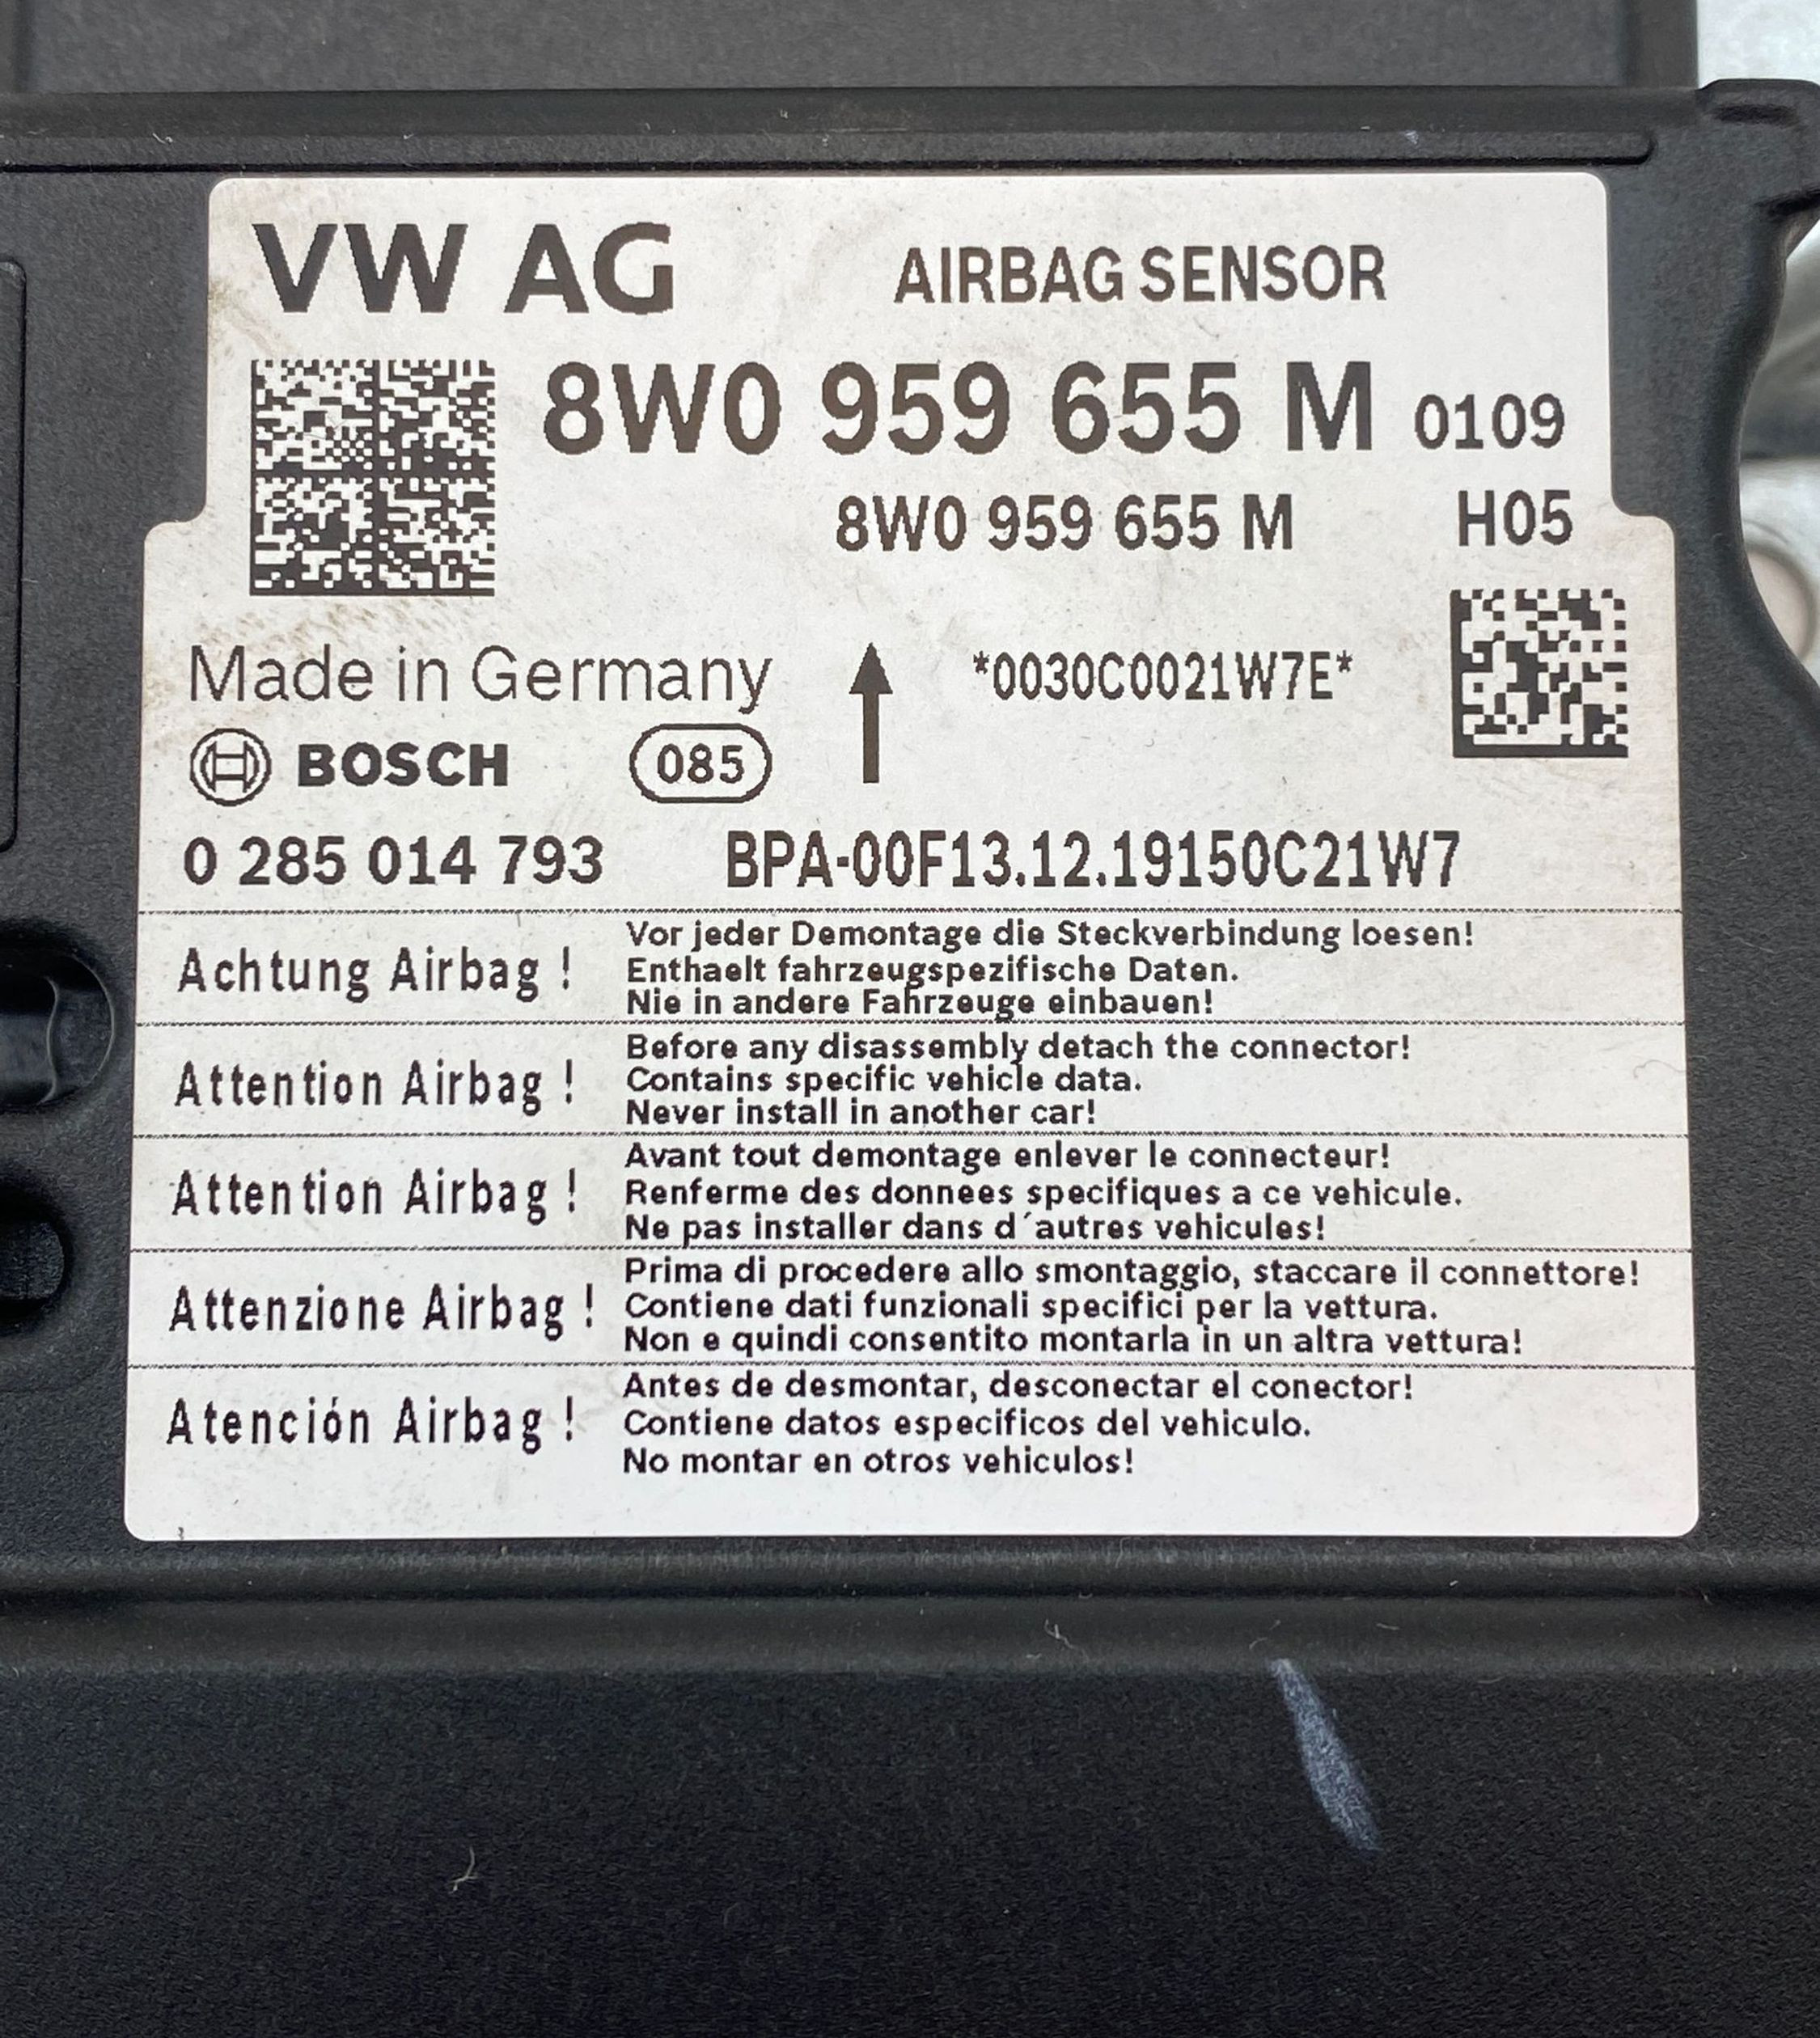 VW AG AIRBAG SENSOR
8W0 959 655 M 0109
8W0 959 655 M H05
Made in Germany *0030C0021W7E*
BOSCH 085
0 285 014 793 BPA-00F13.12.19150C21W7
Achtung Airbag !
Vor jeder Demontage die Steckverbindung loesen!
Enthaelt fahrzeugspezifische Daten.
Nie in andere Fahrzeuge einbauen!
Attention Airbag !
Before any disassembly detach the connector!
Contains specific vehicle data.
Never install in another car!
Attention Airbag !
Avant tout demontage enlever le connecteur!
Renferme des donnees specifiques a ce vehicule.
Ne pas installer dans d´autres vehicules!
Attenzione Airbag !
Prima di procedere allo smontaggio, staccare il connettore!
Contiene dati funzionali specifici per la vettura.
Non e quindi consentito montarla in un altra vettura!
Atención Airbag !
Antes de desmontar, desconectar el conector!
Contiene datos especificos del vehiculo.
No montar en otros vehiculos!